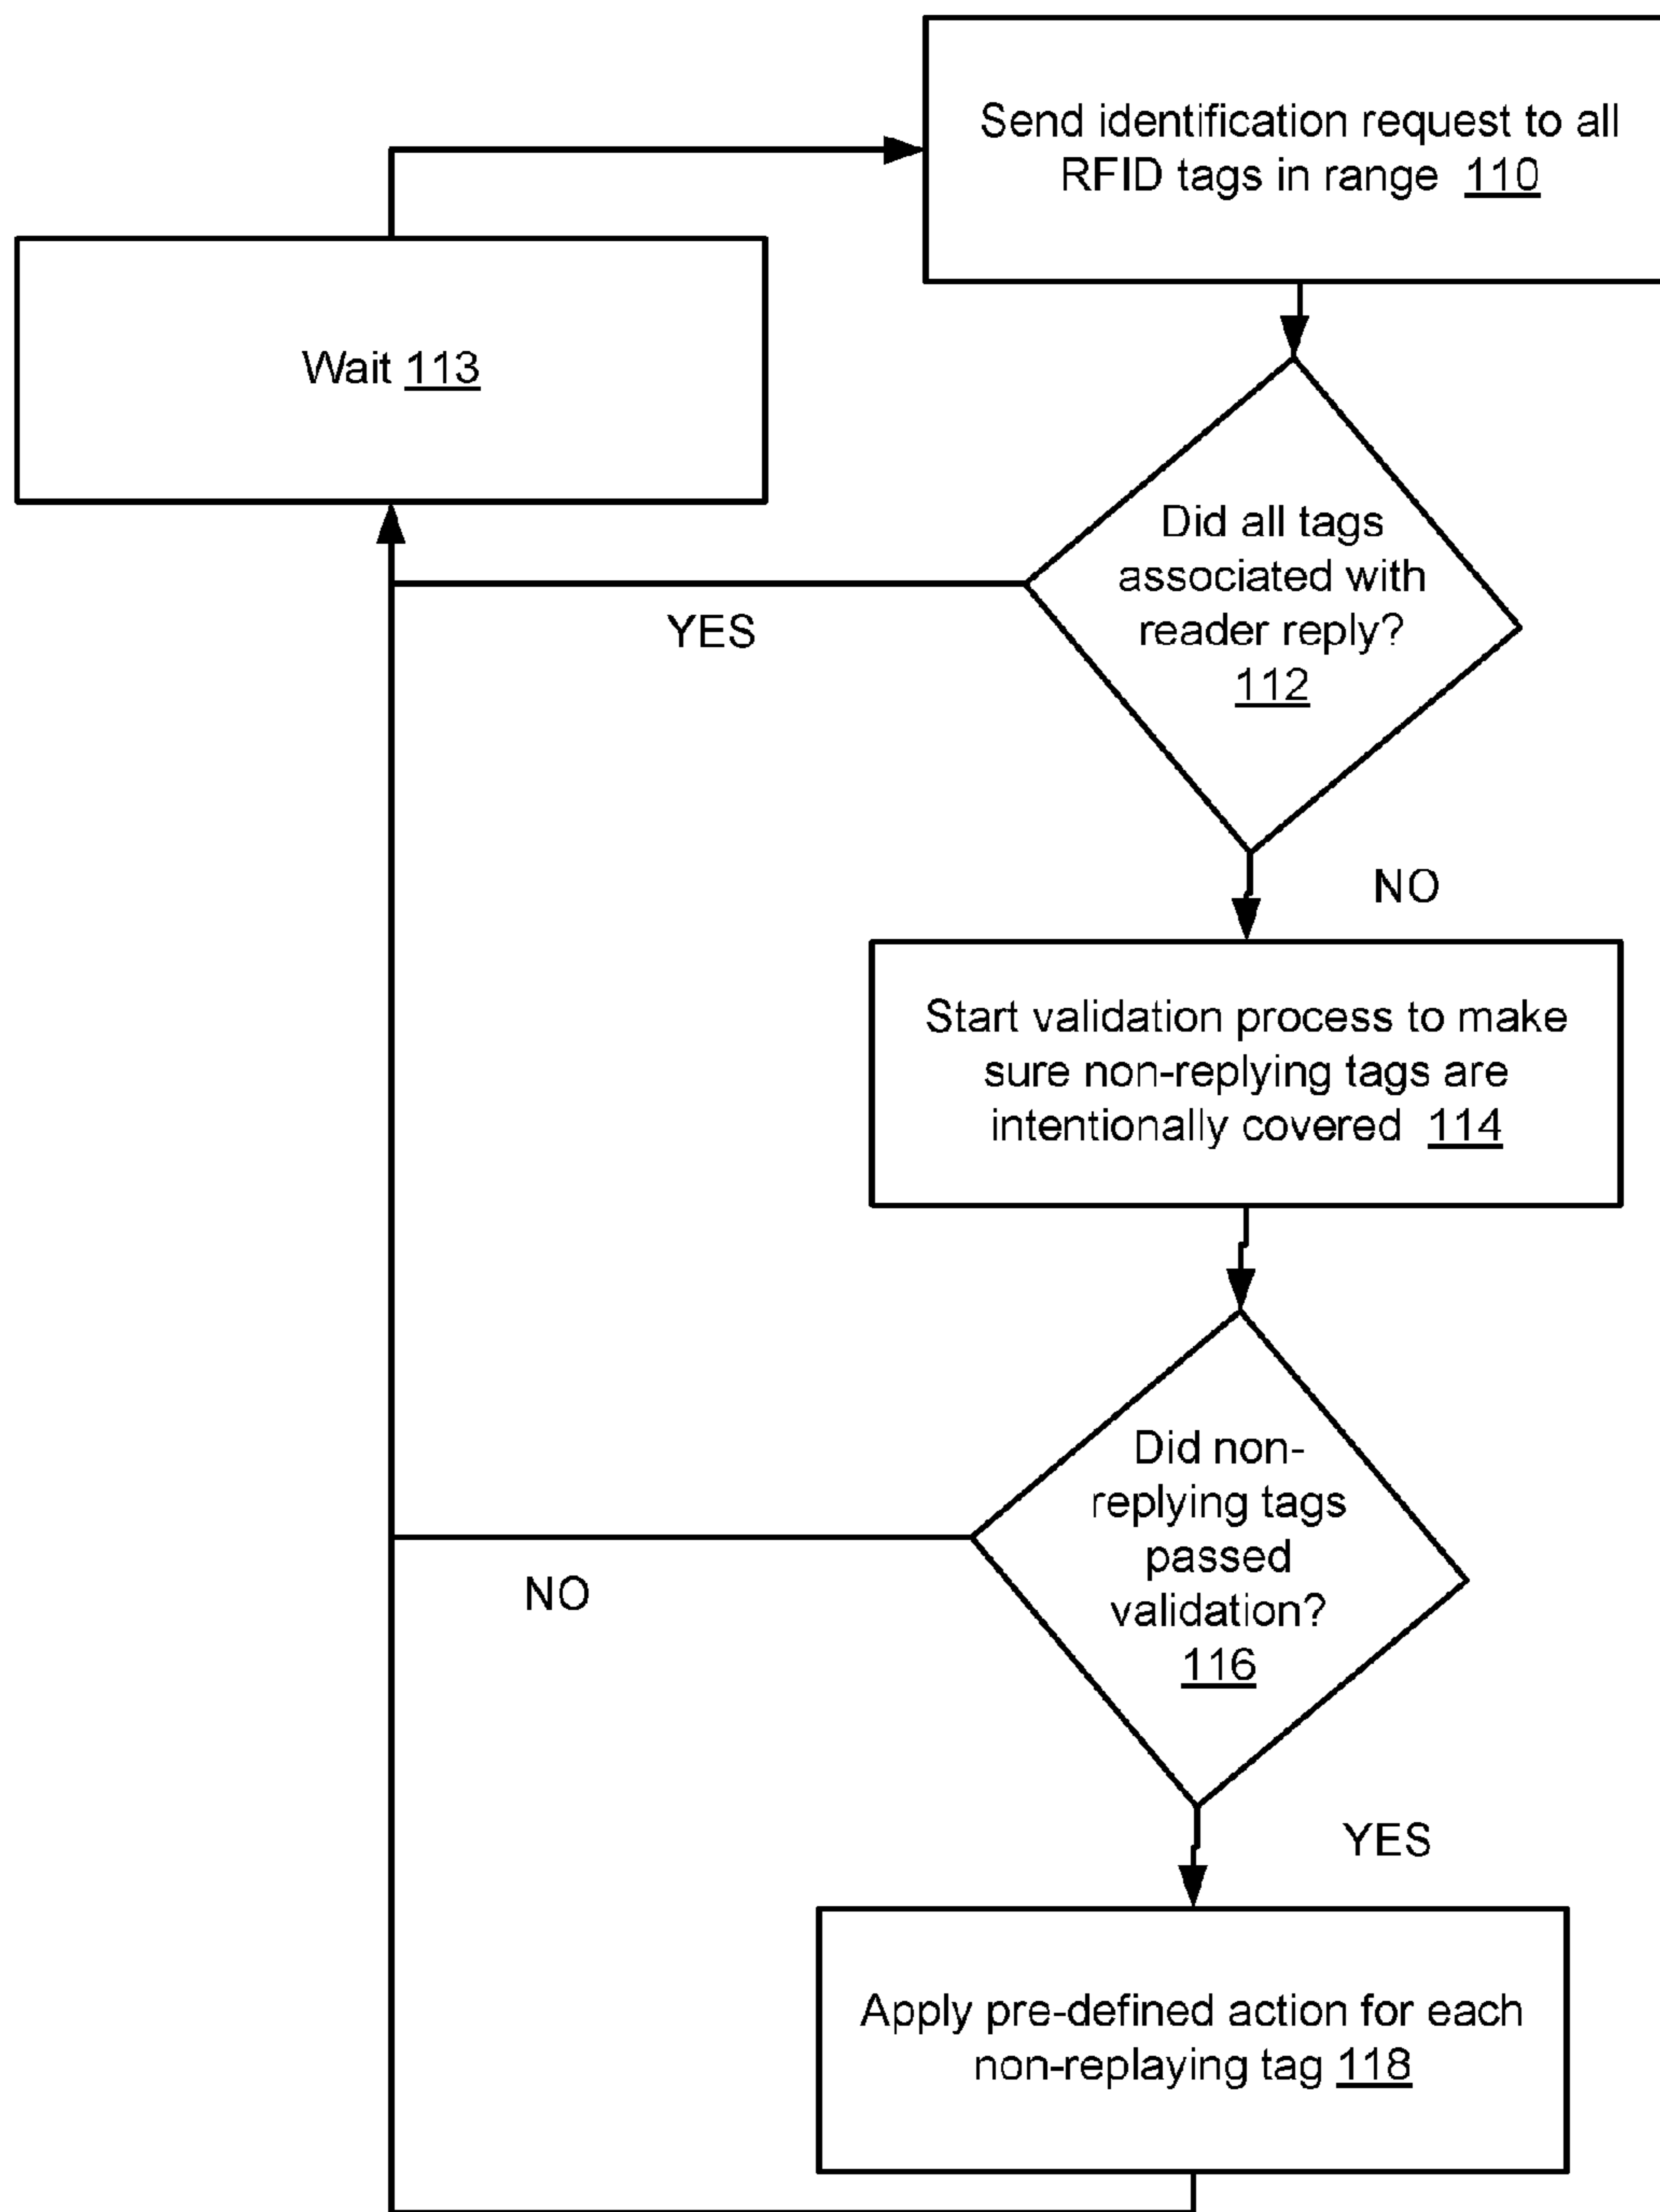 Send identification request to all
RFID tags in range 110
Wait 113
Did all tags
associated with
reader reply?
112
YES
NO
Start validation process to make
sure non-replying tags are
intentionally covered 114
Did non-
replying tags
passed
validation?
116
NO
YES
Apply pre-defined action for each
non-replaying tag 118